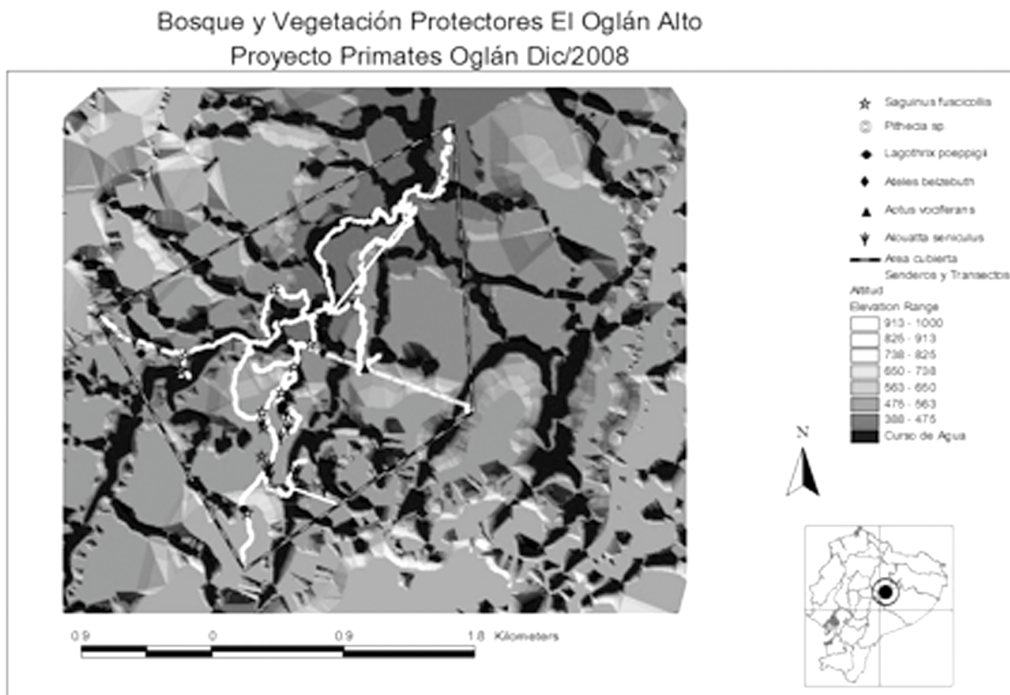 Bosque y Vegetación Protectores El Oglán Alto
Proyecto Primates Oglán Dic/2008
Saguinus fuscicollis
Pithecia sp.
Lagothrix poeppigii
Ateles belzebuth
Aotus vociferans
Alouatta seniculus
Area cubierta
Senderos y Transectos
Altitud
Elevation Range
913 - 1000
825 - 913
738 - 825
650 - 738
563 - 650
475 - 563
388 - 475
Curso de Agua
N
0.9 0 0.9 1.8 Kilometers